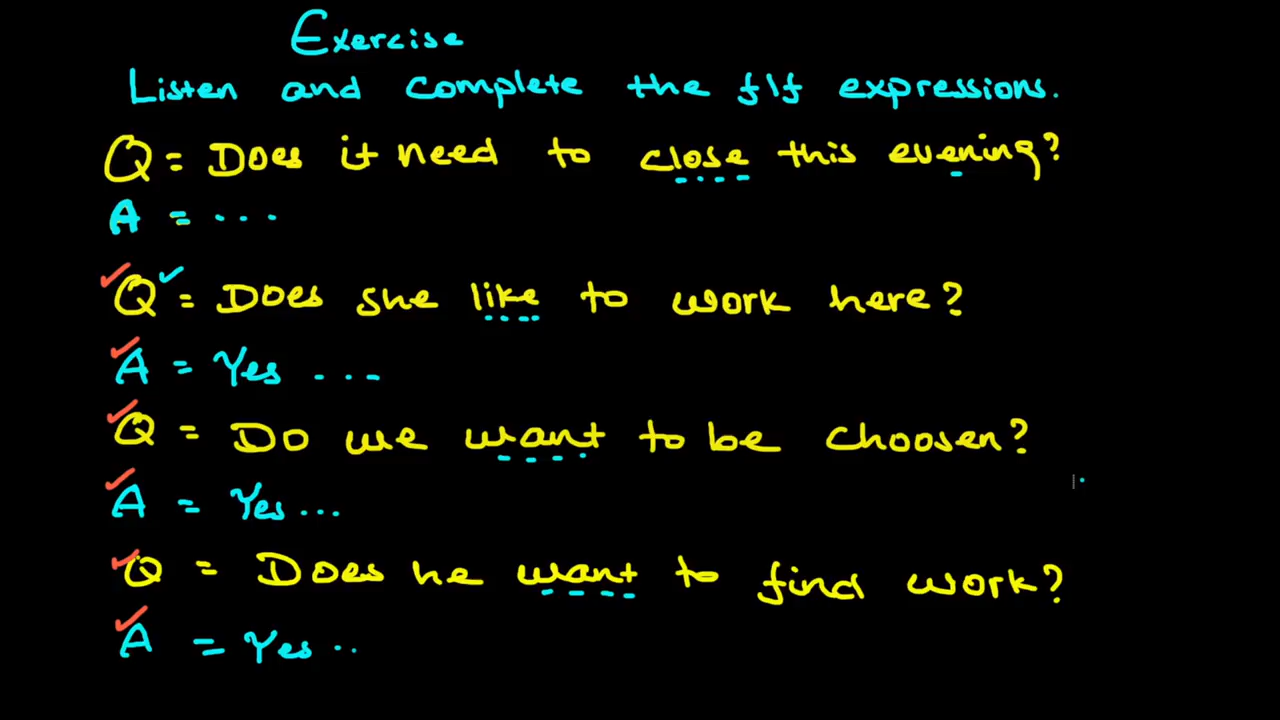 Exercise
Listen and complete the flf expressions.
Q = Does it need to close this evening?
A = ...
Q = Does she like to work here?
A = Yes ...
Q = Do we want to be choosen?
A = Yes ...
Q = Does he want to find work?
A = Yes ..